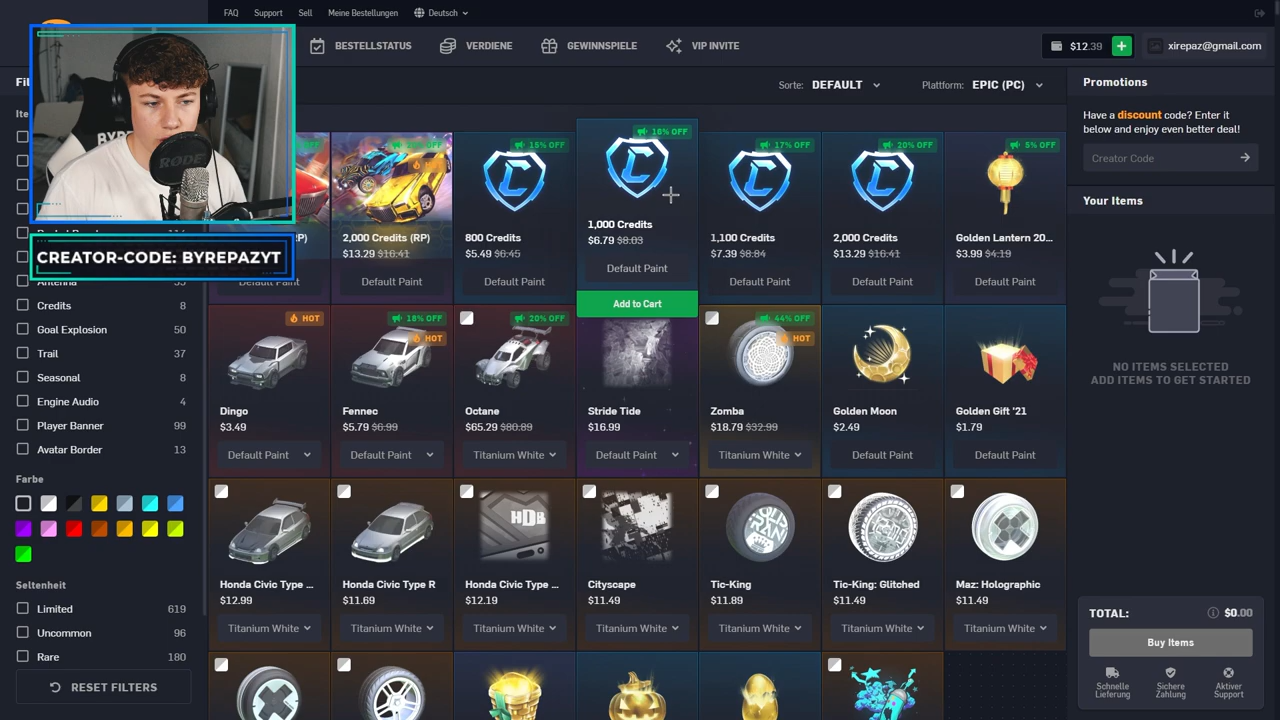 FAQ Support Sell Meine Bestellungen Deutsch
BESTELLSTATUS VERDIENE GEWINNSPIELE VIP INVITE
$12.39 + xirepaz@gmail.com
Sorte: DEFAULT Plattform: EPIC (PC)
RODE
CREATOR-CODE: BYREPAZYT
Credits 8
Goal Explosion 50
Trail 37
Seasonal 8
Engine Audio 4
Player Banner 99
Avatar Border 13
Farbe
Seltenheit
Limited 619
Uncommon 96
Rare 180
RESET FILTERS
2,000 Credits (RP)
$13.29 $16.41
Default Paint
15% OFF
800 Credits
$5.49 $6.45
Default Paint
16% OFF
1,000 Credits
$6.79 $8.03
Default Paint
Add to Cart
17% OFF
1,100 Credits
$7.39 $8.84
Default Paint
20% OFF
2,000 Credits
$13.29 $16.41
Default Paint
5% OFF
Golden Lantern 20...
$3.99 $4.19
Default Paint
HOT
Dingo
$3.49
Default Paint
HOT
Fennec
$5.79 $6.99
Default Paint
20% OFF
Octane
$65.29 $80.89
Titanium White
Stride Tide
$16.99
Default Paint
44% OFF
HOT
Zomba
$18.79 $32.99
Titanium White
Golden Moon
$2.49
Default Paint
Golden Gift '21
$1.79
Default Paint
Honda Civic Type ...
$12.99
Titanium White
Honda Civic Type R
$11.69
Titanium White
HDB
Honda Civic Type ...
$12.19
Titanium White
Cityscape
$11.49
Titanium White
Tic-King
$11.89
Titanium White
Tic-King: Glitched
$11.49
Titanium White
Maz: Holographic
$11.49
Titanium White
Promotions
Have a discount code? Enter it
below and enjoy even better deal!
Creator Code
Your Items
NO ITEMS SELECTED
ADD ITEMS TO GET STARTED
TOTAL: $0.00
Buy Items
Schnelle
Lieferung
Sichere
Zahlung
Aktiver
Support